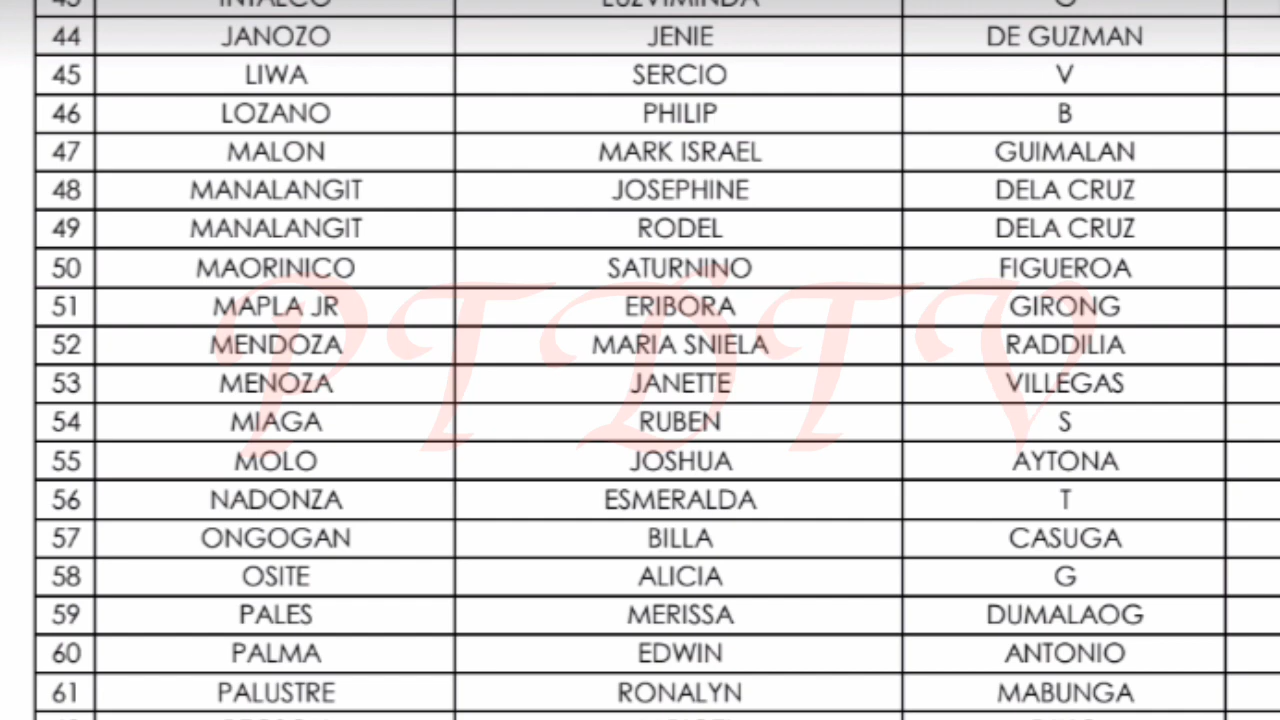 43 INTALCO LUZVIMINDA O
44 JANOZO JENIE DE GUZMAN
45 LIWA SERCIO V
46 LOZANO PHILIP B
47 MALON MARK ISRAEL GUIMALAN
48 MANALANGIT JOSEPHINE DELA CRUZ
49 MANALANGIT RODEL DELA CRUZ
50 MAORINICO SATURNINO FIGUEROA
51 MAPLA JR ERIBORA GIRONG
52 MENDOZA MARIA SNIELA RADDILIA
53 MENOZA JANETTE VILLEGAS
54 MIAGA RUBEN S
55 MOLO JOSHUA AYTONA
56 NADONZA ESMERALDA T
57 ONGOGAN BILLA CASUGA
58 OSITE ALICIA G
59 PALES MERISSA DUMALAOG
60 PALMA EDWIN ANTONIO
61 PALUSTRE RONALYN MABUNGA
PTDTV